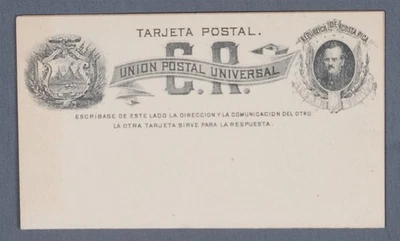 TARJETA POSTAL.
C.R.
UNION POSTAL UNIVERSAL
REPUBLICA DE COSTA RICA
ESCRIBASE DE ESTE LADO LA DIRECCION Y LA COMUNICACION DEL OTRO
LA OTRA TARJETA SIRVE PARA LA RESPUESTA.